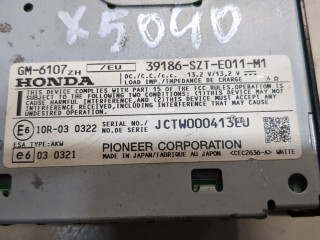 X5040
GM-6107ZH /EU 39186-SZT-E011-M1
HONDA D.C./C.C./c.c. 13.2 V/13,2 V 4Ω
LOAD IMP./IMPEDANCE DE CHARGE
THIS DEVICE COMPLIES WITH PART 15 OF THE FCC RULES. OPERATION IS
SUBJECT TO THE FOLLOWING TWO CONDITIONS: (1) THIS DEVICE MAY NOT CAUSE
HARMFUL INTERFERENCE, AND (2) THIS DEVICE MUST ACCEPT ANY
INTERFERENCE RECEIVED, INCLUDING INTERFERENCE THAT MAY CAUSE
UNDESIRED OPERATION.
E6 10R-03 0322 SERIAL NO./ NO.DE SERIE JCTW000413EU
ESA TYPE:AKW
e6 03 0321 PIONEER CORPORATION
MADE IN JAPAN/FABRIQUE AU JAPON <CEC2636-A> WHITE